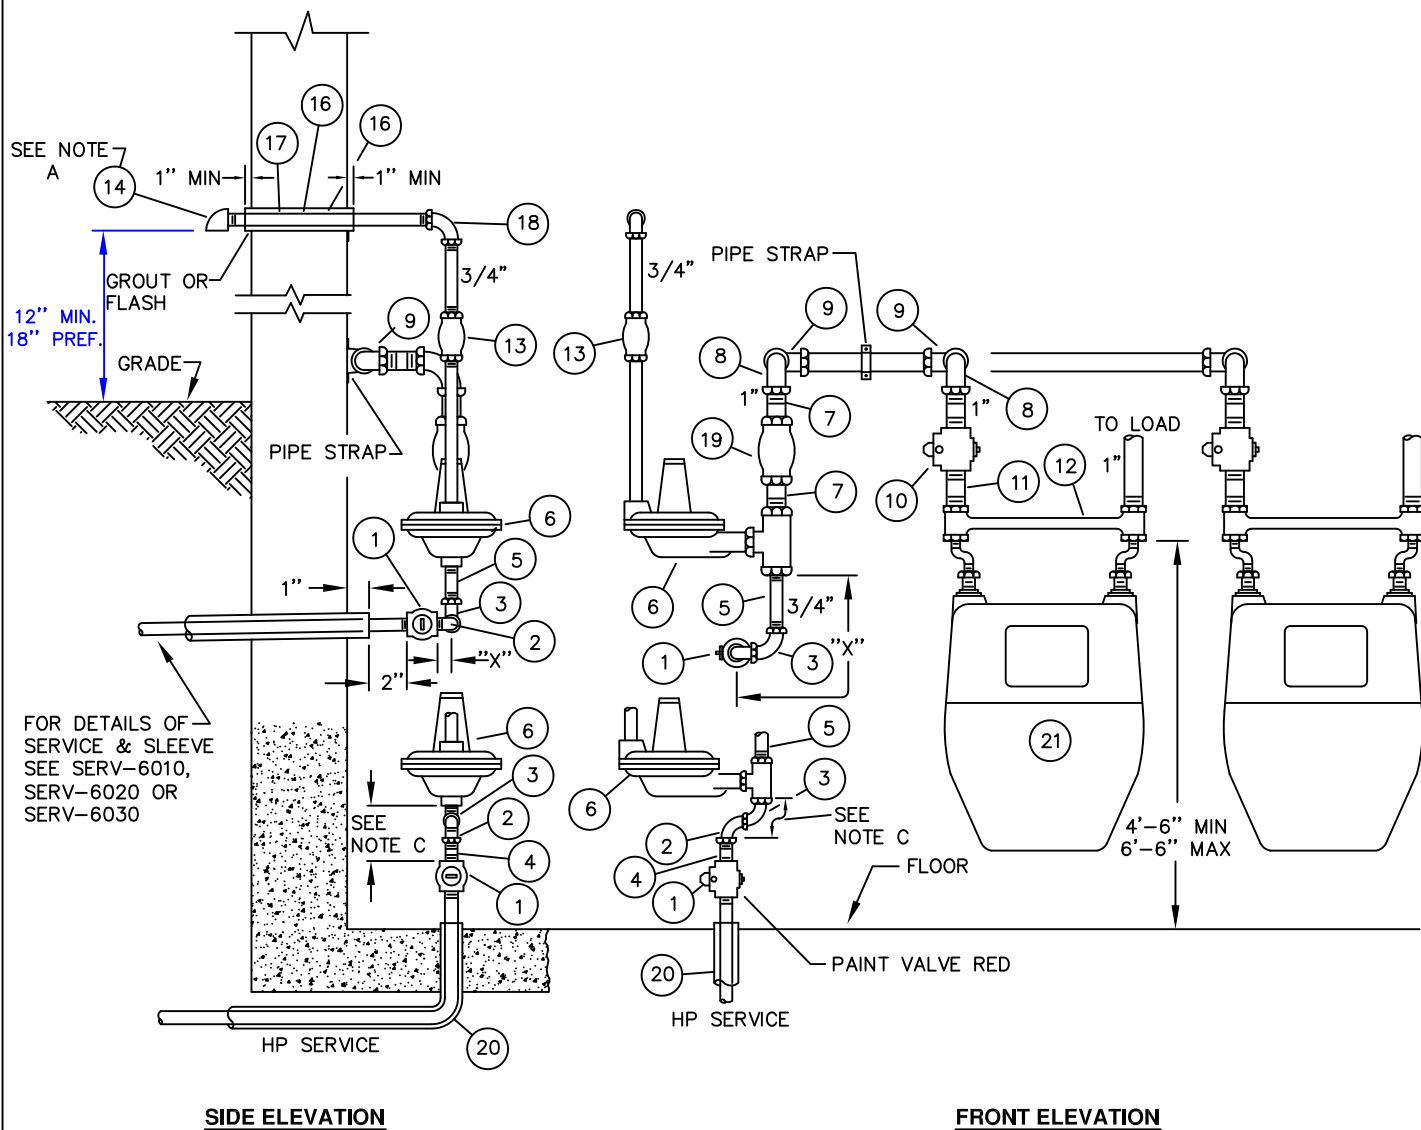 16
17
16
SEE NOTE
A
14
1" MIN
1" MIN
18
GROUT OR
FLASH
3/4"
3/4"
PIPE STRAP
12" MIN.
18" PREF.
9
13
13
9
9
GRADE
8
8
1"
1"
7
TO LOAD
PIPE STRAP
19
12
1"
10
11
7
6
1
5
1"
3
2
6
5
3/4"
"X"
1
3
"X"
2"
FOR DETAILS OF
SERVICE & SLEEVE
SEE SERV-6010,
SERV-6020 OR
SERV-6030
6
5
21
3
3
6
SEE
NOTE C
2
SEE
NOTE C
2
4'-6" MIN
6'-6" MAX
4
4
FLOOR
1
1
PAINT VALVE RED
20
HP SERVICE
HP SERVICE
20
SIDE ELEVATION
FRONT ELEVATION